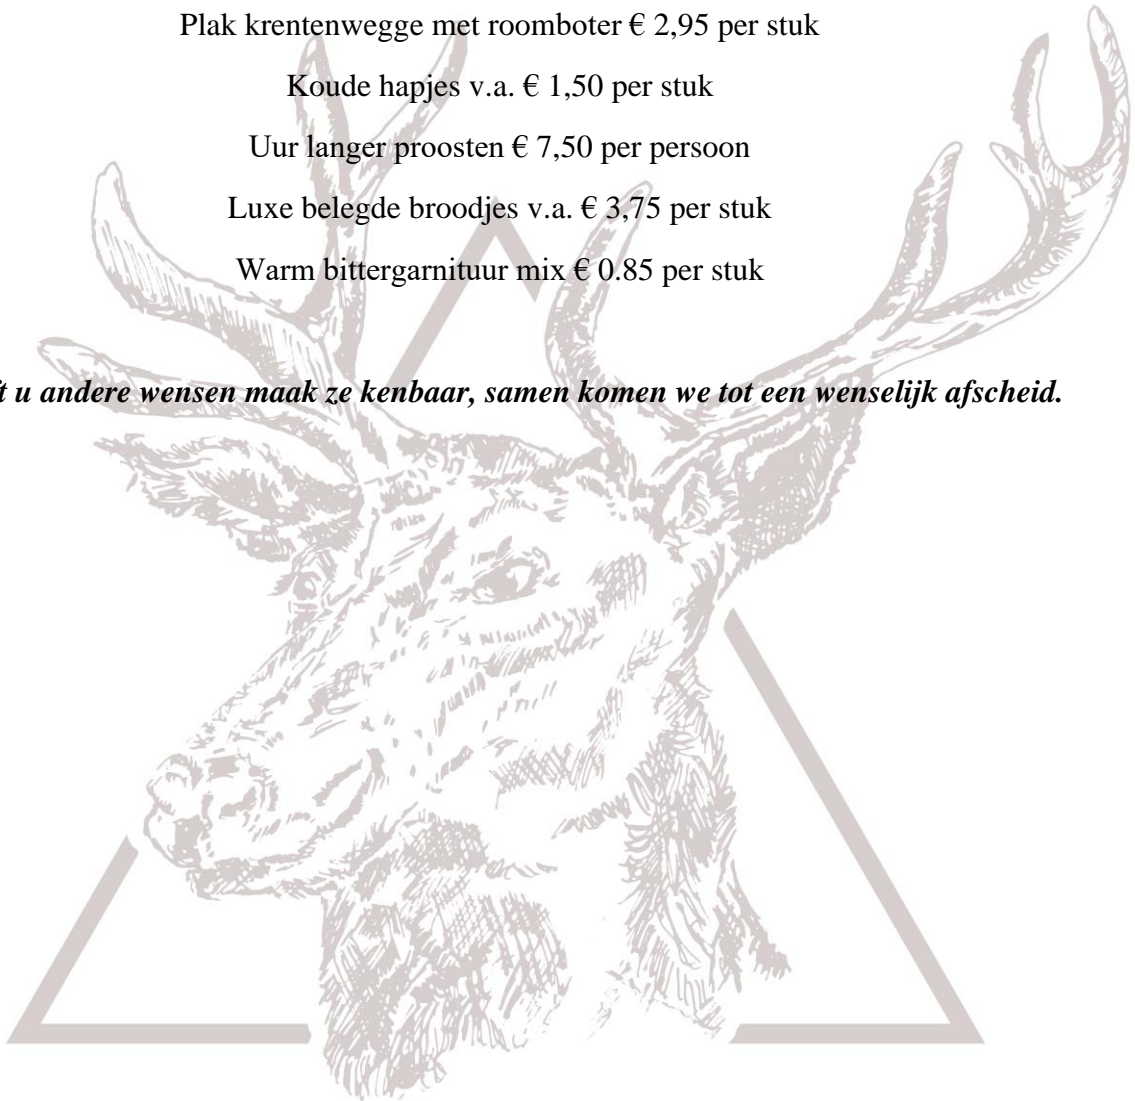 Plak krentenwegge met roomboter € 2,95 per stuk
Koude hapjes v.a. € 1,50 per stuk
Uur langer proosten € 7,50 per persoon
Luxe belegde broodjes v.a. € 3,75 per stuk
Warm bittergarnituur mix € 0.85 per stuk
u andere wensen maak ze kenbaar, samen komen we tot een wenselijk afscheid.